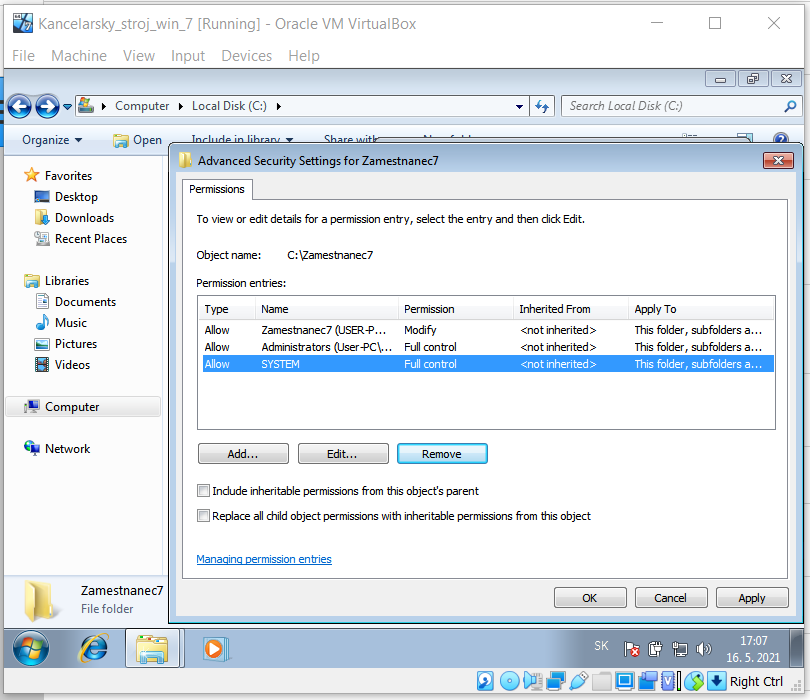 Kancelarsky_stroj_win_7 [Running] - Oracle VM VirtualBox
File Machine View Input Devices Help
Computer Local Disk (C:)
Search Local Disk (C:)
Organize Open Include in library Share with
Advanced Security Settings for Zamestnanec7
Favorites
Desktop
Downloads
Recent Places
Libraries
Documents
Music
Pictures
Videos
Computer
Network
Permissions
To view or edit details for a permission entry, select the entry and then click Edit.
Object name: C:\Zamestnanec7
Permission entries:
Type Name Permission Inherited From Apply To
Allow Zamestnanec7 (USER-P... Modify <not inherited> This folder, subfolders a...
Allow Administrators (User-PC\... Full control <not inherited> This folder, subfolders a...
Allow SYSTEM Full control <not inherited> This folder, subfolders a...
Add... Edit... Remove
Include inheritable permissions from this object's parent
Replace all child object permissions with inheritable permissions from this object
Managing permission entries
OK Cancel Apply
Zamestnanec7
File folder
SK
17:07
16. 5. 2021
Right Ctrl